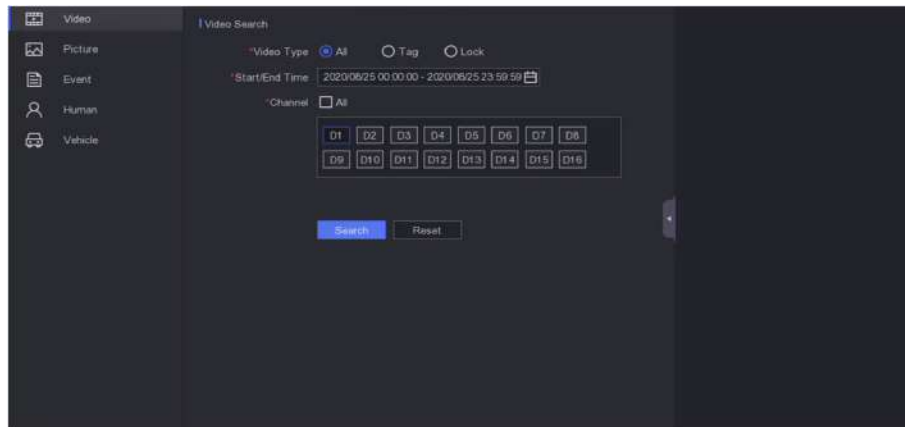 Video
Picture
Event
Human
Vehicle
Video Search
*Video Type All Tag Lock
*Start/End Time 2020/08/25 00:00:00 - 2020/08/25 23:59:59
*Channel All
D1 D2 D3 D4 D5 D6 D7 D8
D9 D10 D11 D12 D13 D14 D15 D16
Search Reset